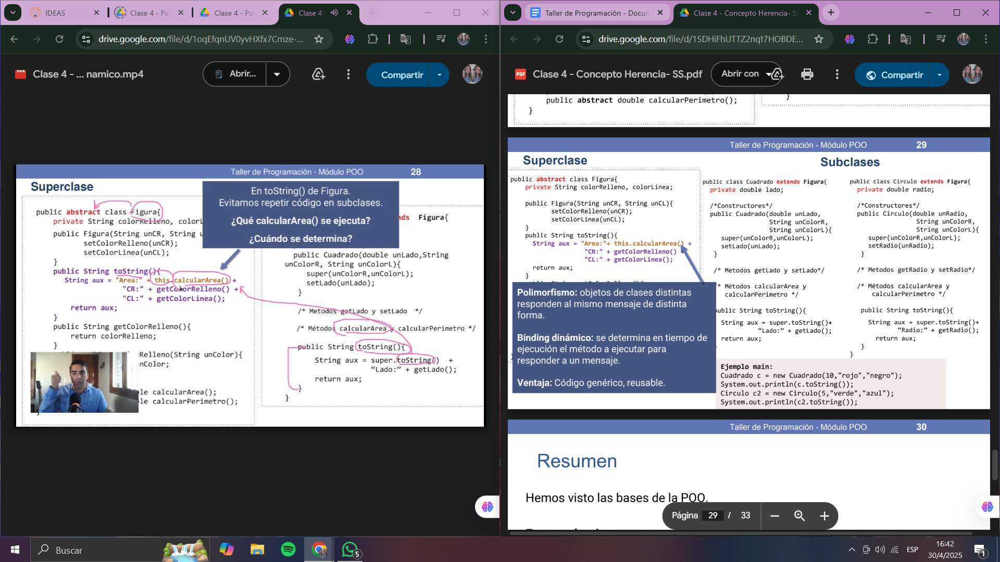 IDEAS
Clase 4 - Pa
Clase 4 - Pa
Clase 4 -
drive.google.com/file/d/1oqEfqnUV0yvHXfx7Cmze-...
Clase 4 - ... namico.mp4
Abrir...
Compartir
Taller de Programación - Módulo POO 28
Superclase
En toString() de Figura.
Evitamos repetir código en subclases.
¿Qué calcularArea() se ejecuta?
¿Cuándo se determina?
public abstract class Figura{
private String colorRelleno, colorL
public Figura(String unCR, String u
setColorRelleno(unCR);
setColorLinea(unCL);
}
public String toString(){
String aux = "Area:" + this.calcularArea() +
"CR:" + getColorRelleno() +
"CL:" + getColorLinea();
return aux;
}
public String getColorRelleno(){
return colorRelleno;
}
Relleno(String unColor){
nColor;
le calcularArea();
le calcularPerimetro();
}
nds Figura{
public Cuadrado(double unLado,String
unColorR, String unColorL){
super(unColorR,unColorL);
setLado(unLado);
}
/* Metodos getLado y setLado */
/* Métodos calcularArea y calcularPerimetro */
public String toString(){
String aux = super.toString() +
“Lado:” + getLado();
return aux;
}
}
Taller de Programación - Docun
Clase 4 - Concepto Herencia- S
drive.google.com/file/d/15DHiFhUTTZ2nqt7HOBDE...
PDF
Clase 4 - Concepto Herencia- SS.pdf
Abrir con
Compartir
public abstract double calcularPerimetro();
}
}
Taller de Programación - Módulo POO 29
Superclase
Subclases
public abstract class Figura{
private String colorRelleno, colorLinea;
public Figura(String unCR, String unCL){
setColorRelleno(unCR);
setColorLinea(unCL);
}
public String toString(){
String aux = "Area:"+ this.calcularArea() +
"CR:" + getColorRelleno() +
"CL:" + getColorLinea();
return aux;
}
Polimorfismo: objetos de clases distintas
responden al mismo mensaje de distinta
forma.
Binding dinámico: se determina en tiempo de
ejecución el método a ejecutar para
responder a un mensaje.
Ventaja: Código genérico, reusable.
public class Cuadrado extends Figura{
private double lado;
/*Constructores*/
public Cuadrado(double unLado,
String unColorR,
String unColorL){
super(unColorR,unColorL);
setLado(unLado);
}
/* Metodos getLado y setLado*/
/* Métodos calcularArea y
calcularPerimetro */
public String toString(){
String aux = super.toString()+
“Lado:” + getLado();
return aux;
public class Circulo extends Figura{
private double radio;
/*Constructores*/
public Circulo(double unRadio,
String unColorR,
String unColorL){
super(unColorR,unColorL);
setRadio(unRadio);
}
/* Metodos getRadio y setRadio*/
/* Métodos calcularArea y
calcularPerimetro */
public String toString(){
String aux = super.toString()+
“Radio:” + getRadio();
return aux;
}
}
Ejemplo main:
Cuadrado c = new Cuadrado(10,"rojo","negro");
System.out.println(c.toString());
Circulo c2 = new Circulo(5,"verde","azul");
System.out.println(c2.toString());
Taller de Programación - Módulo POO 30
Resumen
Hemos visto las bases de la POO.
Página 29 / 33
Buscar
5
ESP
16:42
30/4/2025
1